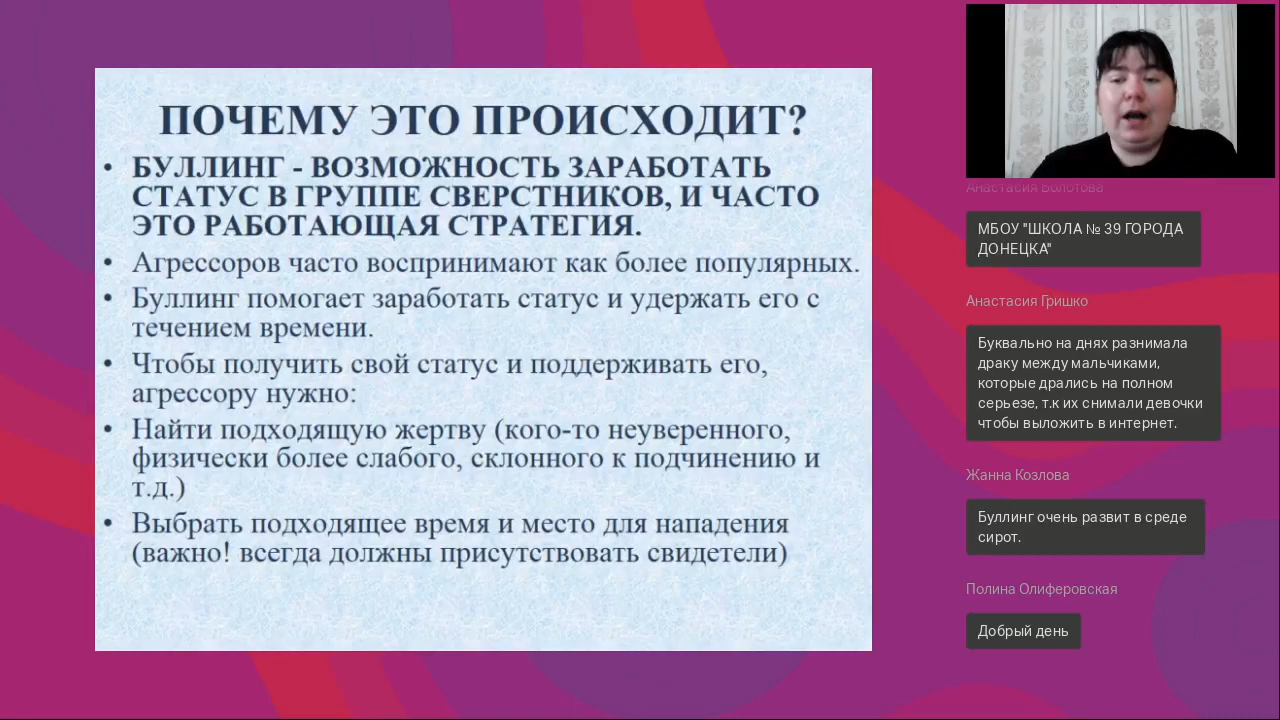 ПОЧЕМУ ЭТО ПРОИСХОДИТ?
• БУЛЛИНГ - ВОЗМОЖНОСТЬ ЗАРАБОТАТЬ
СТАТУС В ГРУППЕ СВЕРСТНИКОВ, И ЧАСТО
ЭТО РАБОТАЮЩАЯ СТРАТЕГИЯ.
• Агрессоров часто воспринимают как более популярных.
• Буллинг помогает заработать статус и удержать его с
течением времени.
• Чтобы получить свой статус и поддерживать его,
агрессору нужно:
• Найти подходящую жертву (кого-то неуверенного,
физически более слабого, склонного к подчинению и
т.д.)
• Выбрать подходящее время и место для нападения
(важно! всегда должны присутствовать свидетели)
Анастасия Болотова
МБОУ "ШКОЛА № 39 ГОРОДА
ДОНЕЦКА"
Анастасия Гришко
Буквально на днях разнимала
драку между мальчиками,
которые дрались на полном
серьезе, т.к их снимали девочки
чтобы выложить в интернет.
Жанна Козлова
Буллинг очень развит в среде
сирот.
Полина Олиферовская
Добрый день